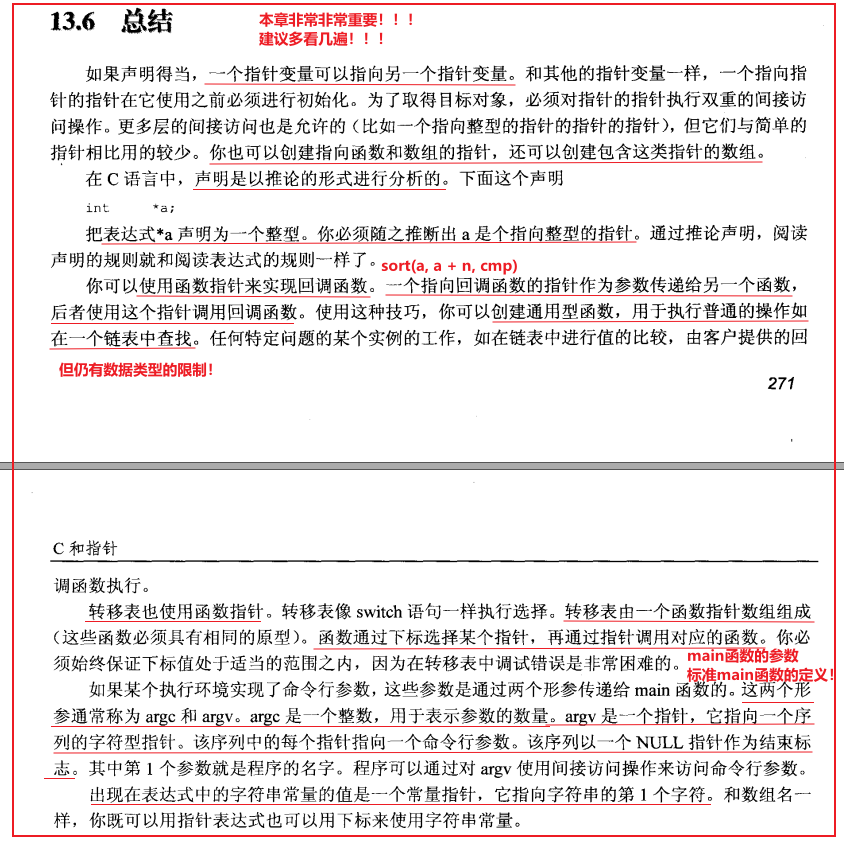 13.6 总结
本章非常非常重要！！！
建议多看几遍！！！
如果声明得当，一个指针变量可以指向另一个指针变量。和其他的指针变量一样，一个指向指
针的指针在它使用之前必须进行初始化。为了取得目标对象，必须对指针的指针执行双重的间接访
问操作。更多层的间接访问也是允许的（比如一个指向整型的指针的指针的指针），但它们与简单的
指针相比用的较少。你也可以创建指向函数和数组的指针，还可以创建包含这类指针的数组。
在 C 语言中，声明是以推论的形式进行分析的。下面这个声明
int *a;
把表达式*a 声明为一个整型。你必须随之推断出 a 是个指向整型的指针。通过推论声明，阅读
声明的规则就和阅读表达式的规则一样了。
sort(a, a + n, cmp)
你可以使用函数指针来实现回调函数。一个指向回调函数的指针作为参数传递给另一个函数，
后者使用这个指针调用回调函数。使用这种技巧，你可以创建通用型函数，用于执行普通的操作如
在一个链表中查找。任何特定问题的某个实例的工作，如在链表中进行值的比较，由客户提供的回
但仍有数据类型的限制！
271
C 和指针
调函数执行。
转移表也使用函数指针。转移表像 switch 语句一样执行选择。转移表由一个函数指针数组组成
（这些函数必须具有相同的原型）。函数通过下标选择某个指针，再通过指针调用对应的函数。你必
须始终保证下标值处于适当的范围之内，因为在转移表中调试错误是非常困难的。
main函数的参数
标准main函数的定义！
如果某个执行环境实现了命令行参数，这些参数是通过两个形参传递给 main 函数的。这两个形
参通常称为 argc 和 argv。argc 是一个整数，用于表示参数的数量。argv 是一个指针，它指向一个序
列的字符型指针。该序列中的每个指针指向一个命令行参数。该序列以一个 NULL 指针作为结束标
志。其中第 1 个参数就是程序的名字。程序可以通过对 argv 使用间接访问操作来访问命令行参数。
出现在表达式中的字符串常量的值是一个常量指针，它指向字符串的第 1 个字符。和数组名一
样，你既可以用指针表达式也可以用下标来使用字符串常量。